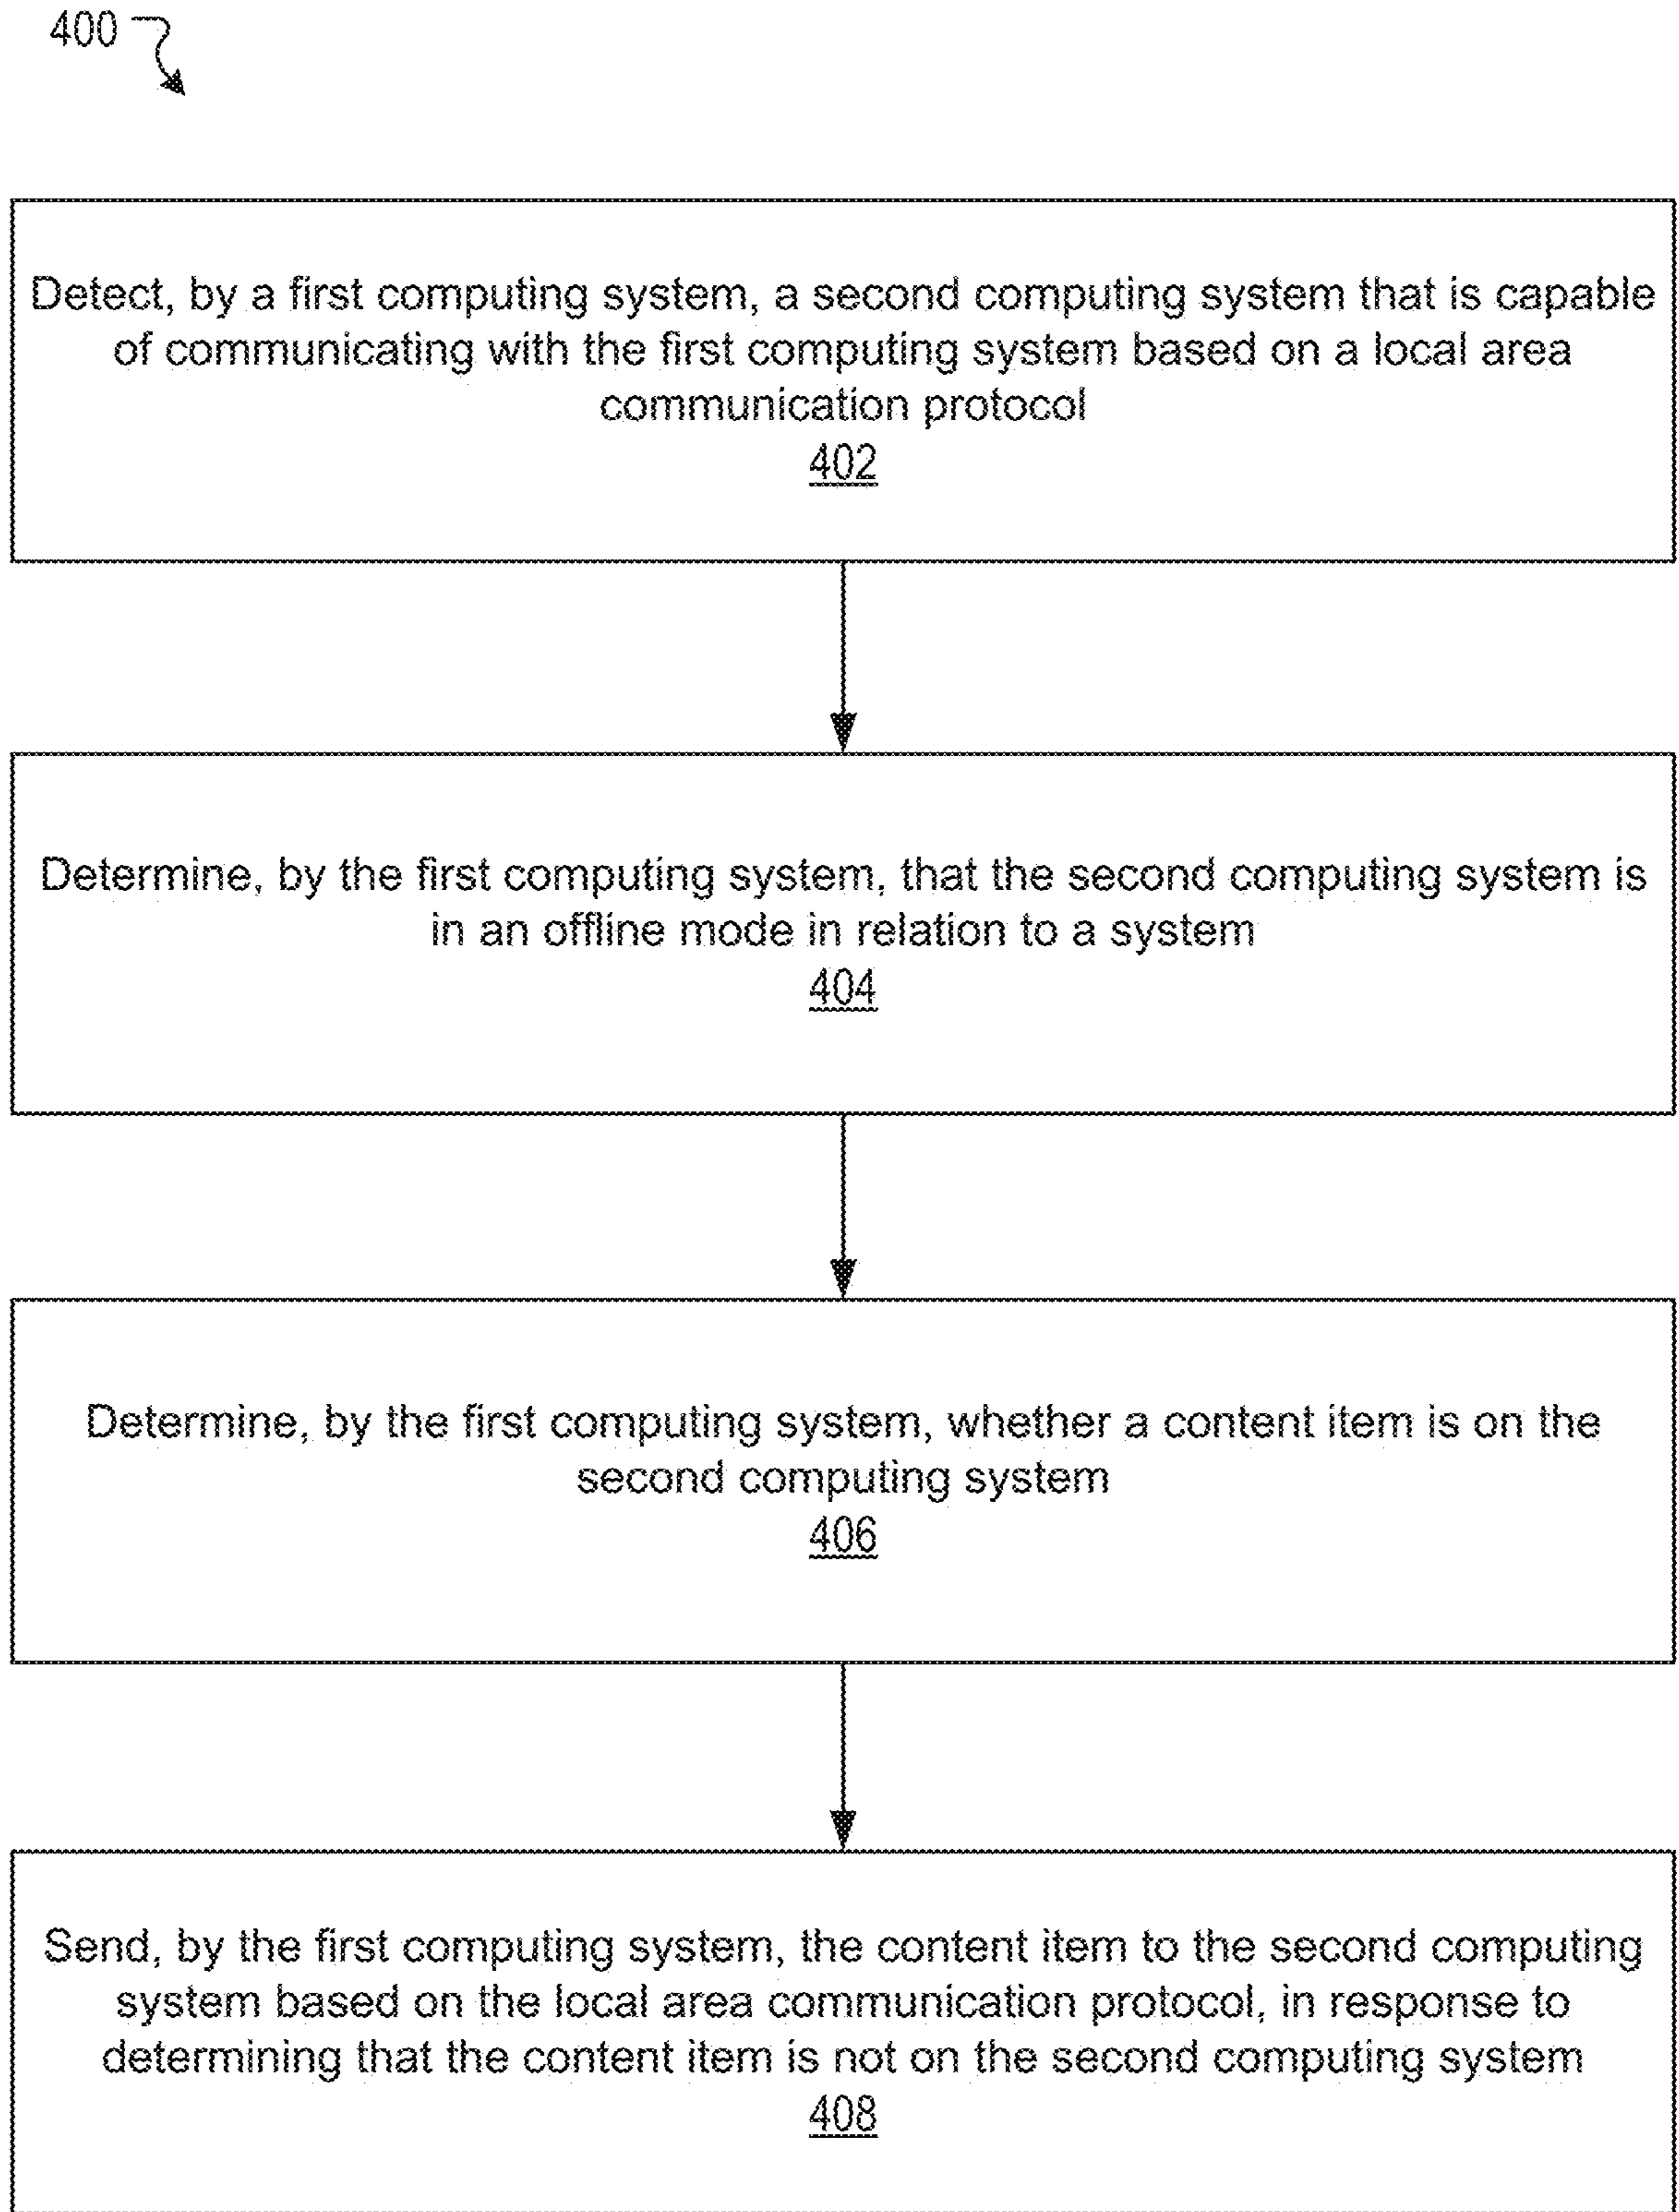 400
Detect, by a first computing system, a second computing system that is capable
of communicating with the first computing system based on a local area
communication protocol
402
Determine, by the first computing system, that the second computing system is
in an offline mode in relation to a system
404
Determine, by the first computing system, whether a content item is on the
second computing system
406
Send, by the first computing system, the content item to the second computing
system based on the local area communication protocol, in response to
determining that the content item is not on the second computing system
408